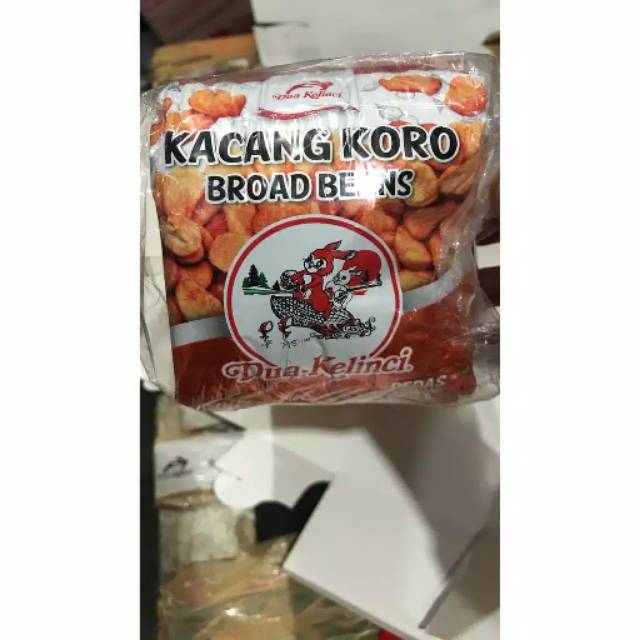 Dua Kelinci
KACANG KORO
BROAD BEANS
Dua Kelinci
PEDAS